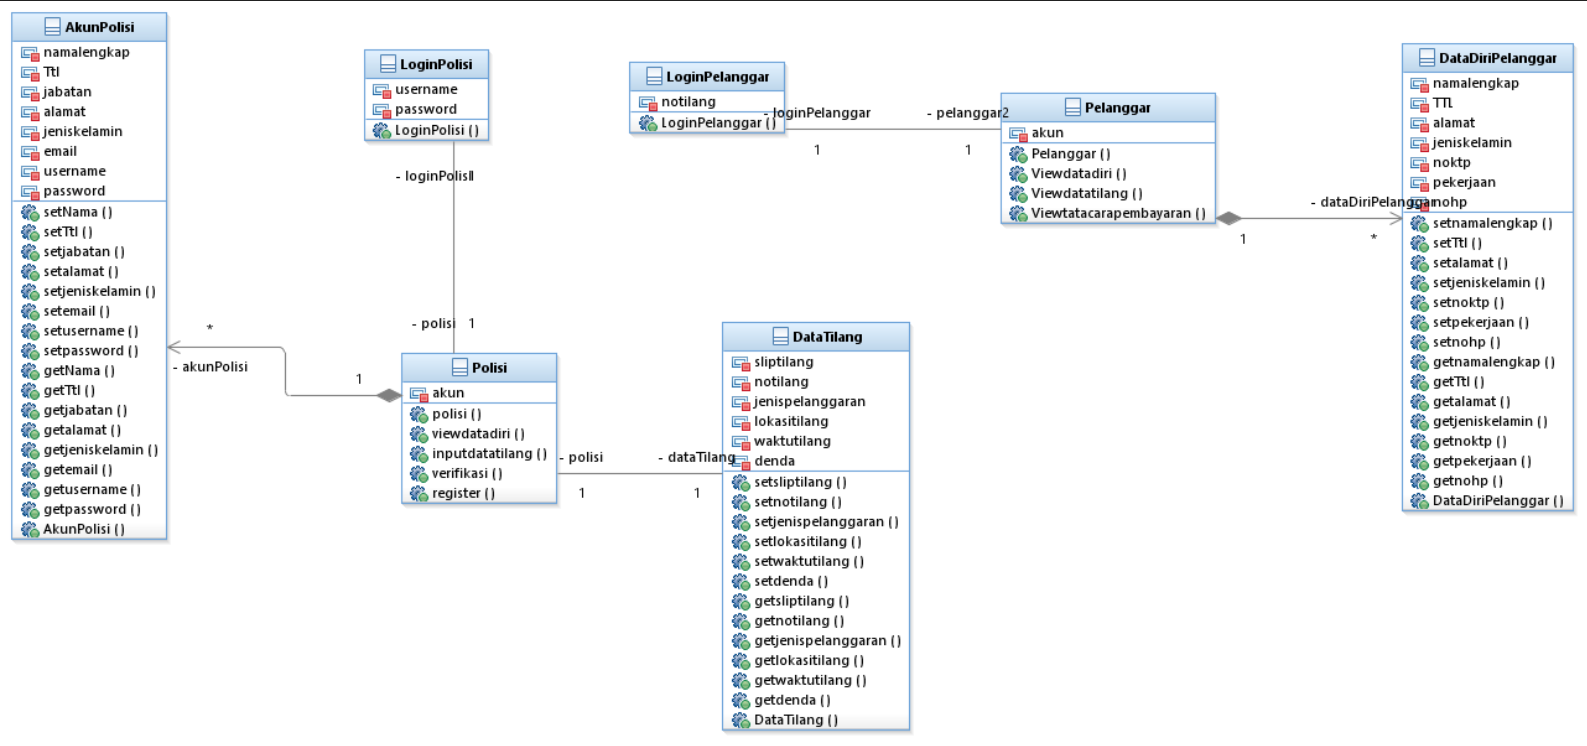 AkunPolisi
namalengkap
Ttl
jabatan
alamat
jeniskelamin
email
username
password
setNama ()
setTtl ()
setjabatan ()
setalamat ()
setjeniskelamin ()
setemail ()
setusername ()
setpassword ()
getNama ()
getTtl ()
getjabatan ()
getalamat ()
getjeniskelamin ()
getemail ()
getusername ()
getpassword ()
AkunPolisi ()
*
- akunPolisi
1
LoginPolisi
username
password
LoginPolisi ()
- loginPolisi
1
- polisi
1
Polisi
akun
polisi ()
viewdatadiri ()
inputdatatilang ()
verifikasi ()
register ()
- polisi
- dataTilang
1
1
LoginPelanggar
notilang
LoginPelanggar ()
- loginPelanggar
- pelanggar2
1
1
DataTilang
sliptilang
notilang
jenispelanggaran
lokasitilang
waktutilang
denda
setsliptilang ()
setnotilang ()
setjenispelanggaran ()
setlokasitilang ()
setwaktutilang ()
setdenda ()
getsliptilang ()
getnotilang ()
getjenispelanggaran ()
getlokasitilang ()
getwaktutilang ()
getdenda ()
DataTilang ()
Pelanggar
akun
Pelanggar ()
Viewdatadiri ()
Viewdatatilang ()
Viewtatacarapembayaran ()
- dataDiriPelanggar
1
*
DataDiriPelanggar
namalengkap
TTL
alamat
jeniskelamin
noktp
pekerjaan
nohp
setnamalengkap ()
setTtl ()
setalamat ()
setjeniskelamin ()
setnoktp ()
setpekerjaan ()
setnohp ()
getnamalengkap ()
getTtl ()
getalamat ()
getjeniskelamin ()
getnoktp ()
getpekerjaan ()
getnohp ()
DataDiriPelanggar ()